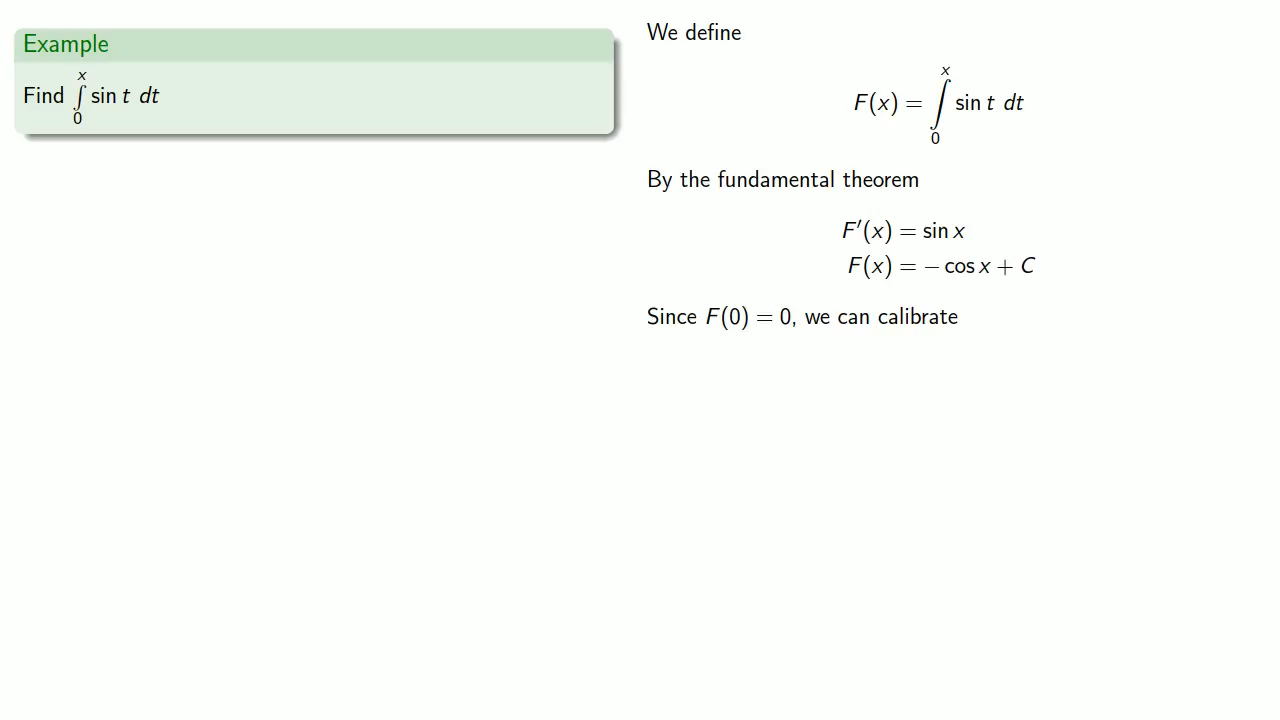 Example
Find ∫₀ˣ sin t dt
We define
F(x) = ∫₀ˣ sin t dt
By the fundamental theorem
F′(x) = sin x
F(x) = − cos x + C
Since F(0) = 0, we can calibrate